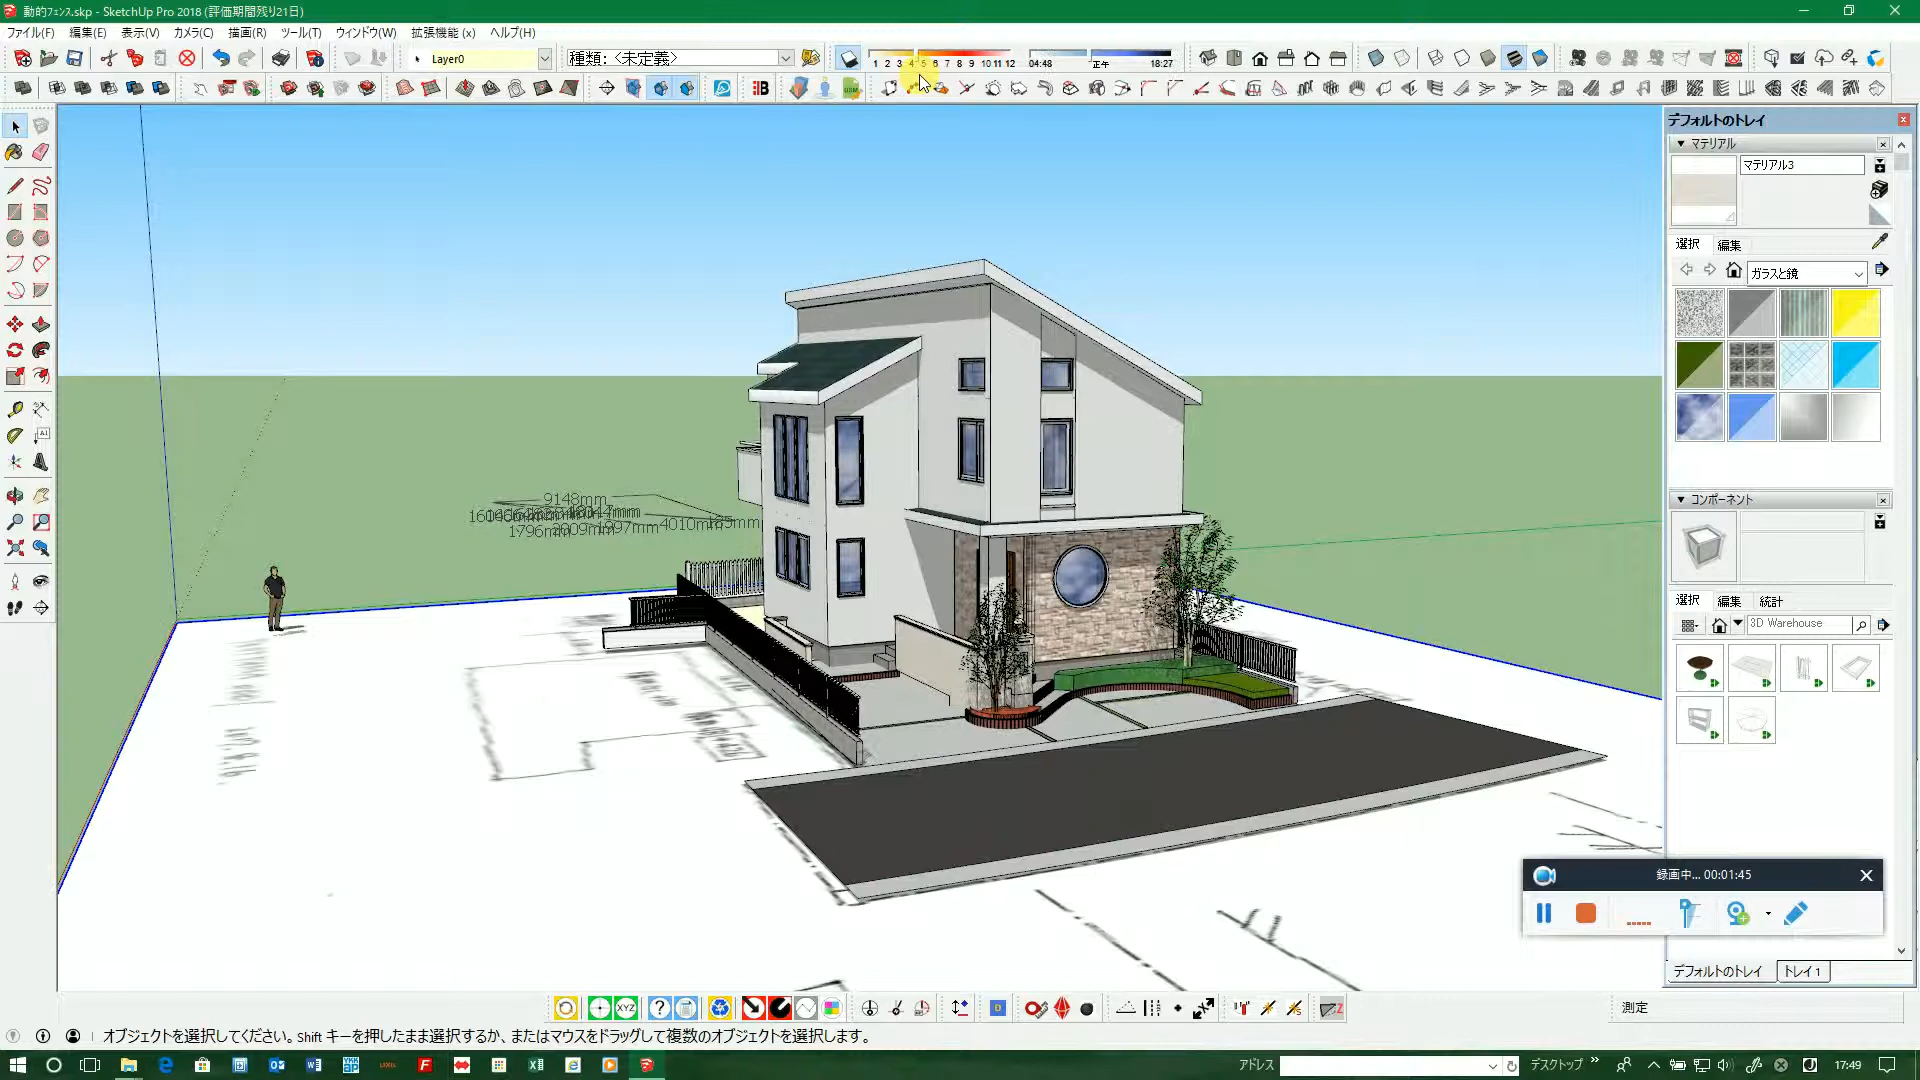 動的ﾌｪﾝｽ.skp - SketchUp Pro 2018 (評価期間残り21日)
ファイル(F) 編集(E) 表示(V) カメラ(C) 描画(R) ツール(T) ウィンドウ(W) 拡張機能 (x) ヘルプ(H)
Layer0
種類: <未定義>
1 2 3 4 5 6 7 8 9 10 11 12
04:48 正午 18:27
デフォルトのトレイ
マテリアル
マテリアル3
選択 編集
ガラスと鏡
9148mm
1796mm
1997mm
4010mm
コンポーネント
選択 編集 統計
3D Warehouse
録画中... 00:01:45
デフォルトのトレイ トレイ 1
XYZ
測定
オブジェクトを選択してください。Shift キーを押したまま選択するか、またはマウスをドラッグして複数のオブジェクトを選択します。
アドレス
デスクトップ
17:49